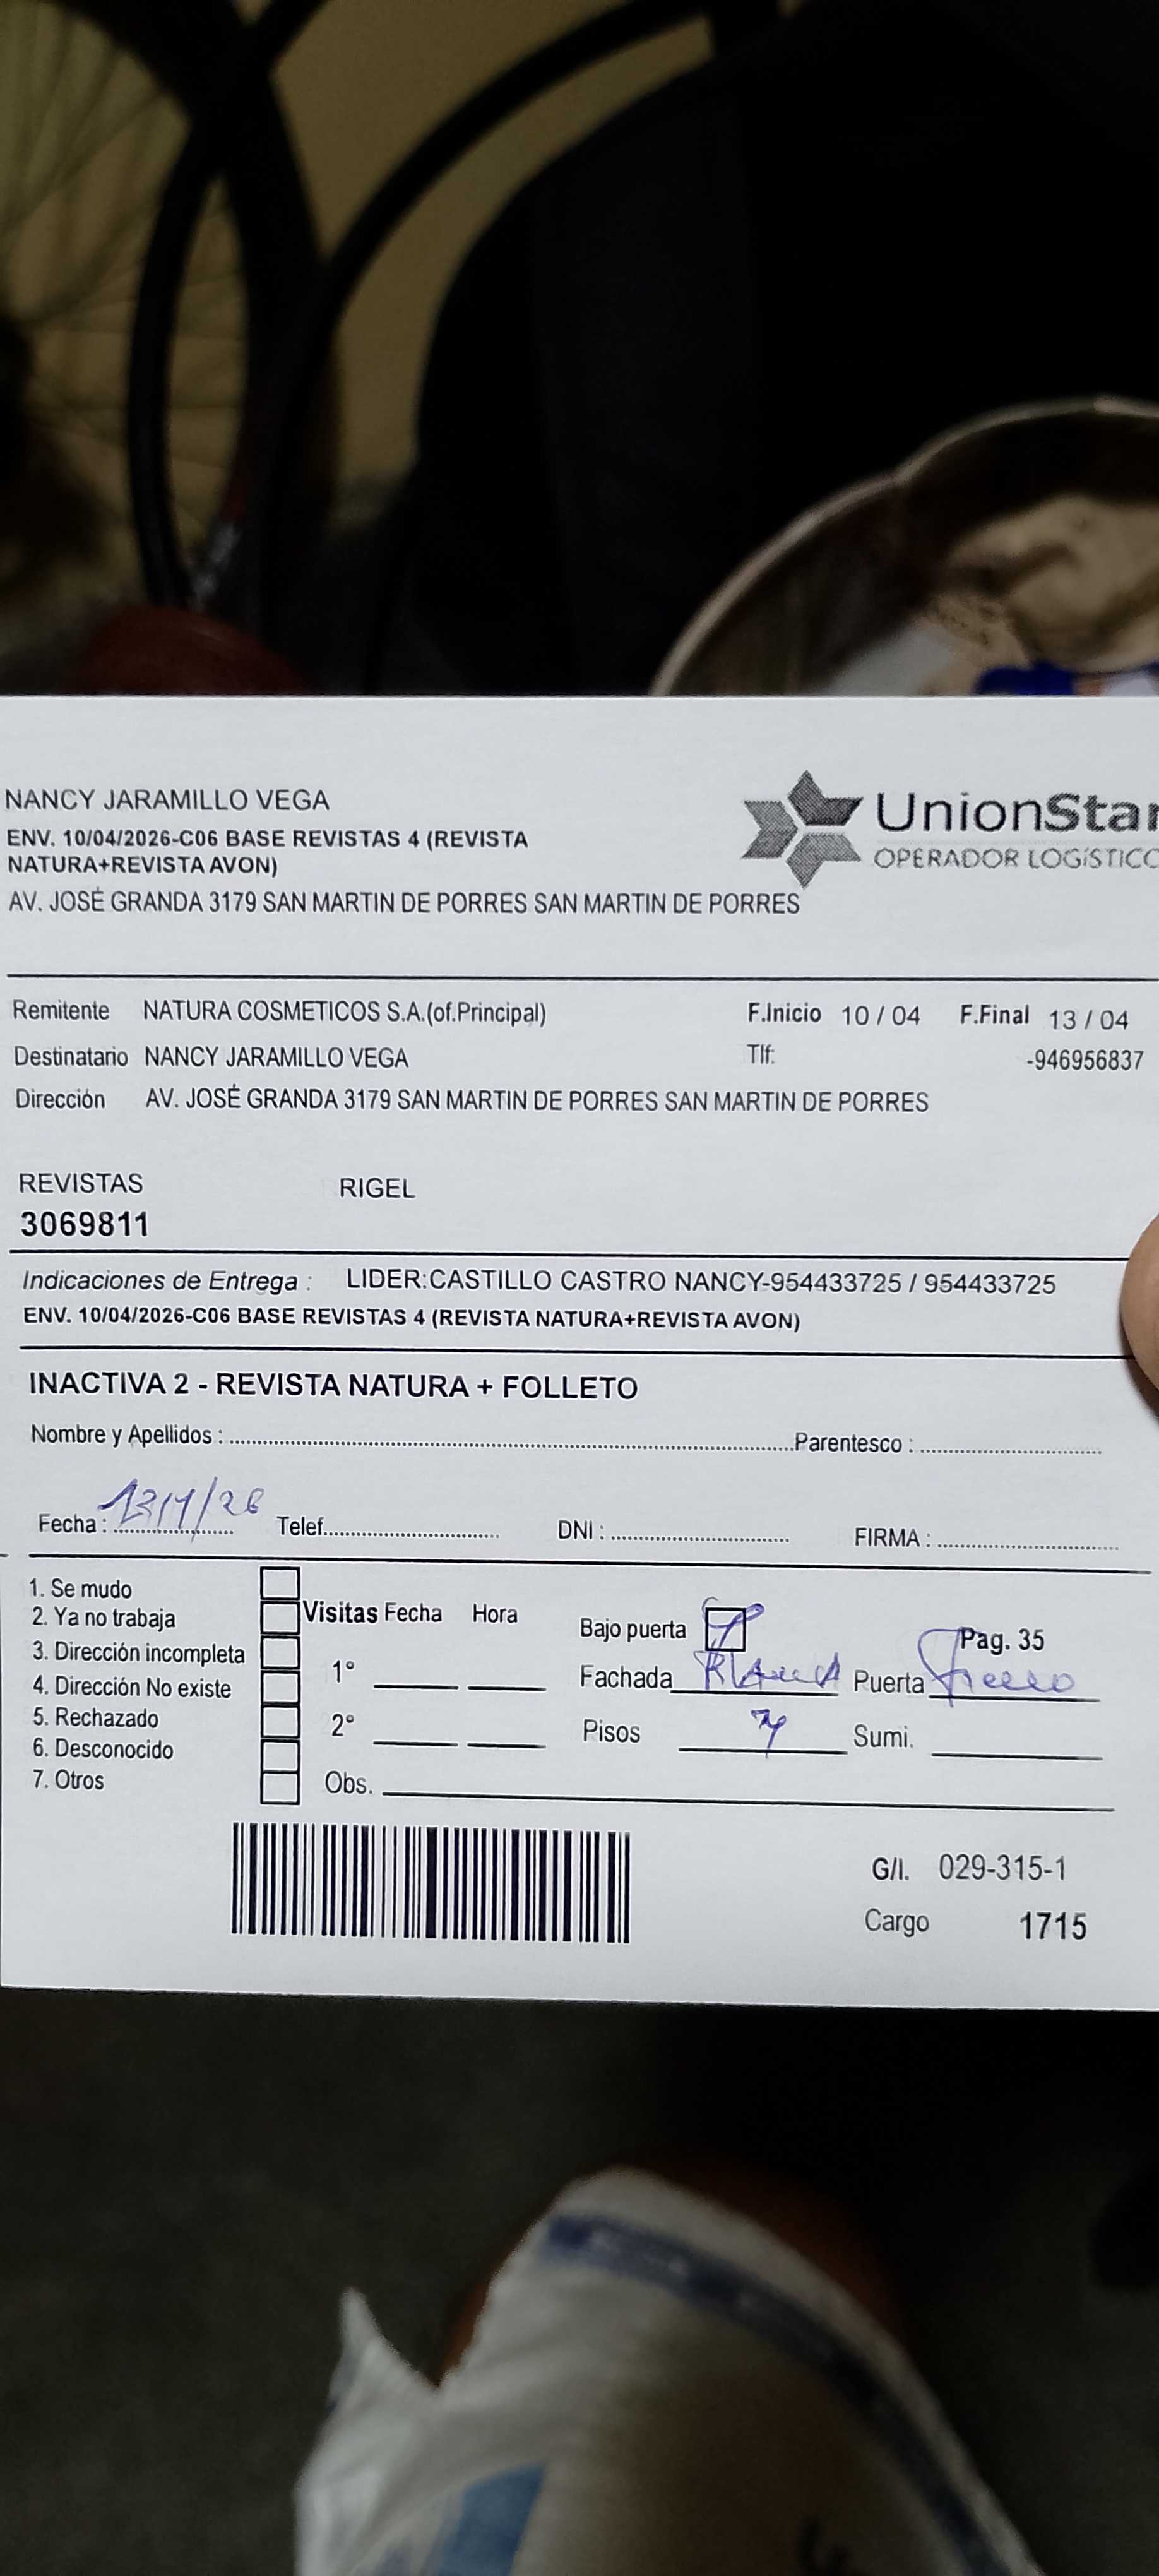 NANCY JARAMILLO VEGA
ENV. 10/04/2026-C06 BASE REVISTAS 4 (REVISTA
NATURA+REVISTA AVON)
AV. JOSÉ GRANDA 3179 SAN MARTIN DE PORRES SAN MARTIN DE PORRES
UnionStar
OPERADOR LOGÍSTICO
Remitente NATURA COSMETICOS S.A.(of.Principal) F.Inicio 10 / 04 F.Final 13 / 04
Destinatario NANCY JARAMILLO VEGA Tlf: -946956837
Dirección AV. JOSÉ GRANDA 3179 SAN MARTIN DE PORRES SAN MARTIN DE PORRES
REVISTAS RIGEL
3069811
Indicaciones de Entrega : LIDER:CASTILLO CASTRO NANCY-954433725 / 954433725
ENV. 10/04/2026-C06 BASE REVISTAS 4 (REVISTA NATURA+REVISTA AVON)
INACTIVA 2 - REVISTA NATURA + FOLLETO
Nombre y Apellidos : Parentesco :
Fecha : Telef. DNI : FIRMA :
1. Se mudo
2. Ya no trabaja
3. Dirección incompleta
4. Dirección No existe
5. Rechazado
6. Desconocido
7. Otros
Visitas Fecha Hora
1°
2°
Obs.
Bajo puerta Pag. 35
Fachada Puerta
Pisos Sumi.
G/I. 029-315-1
Cargo 1715